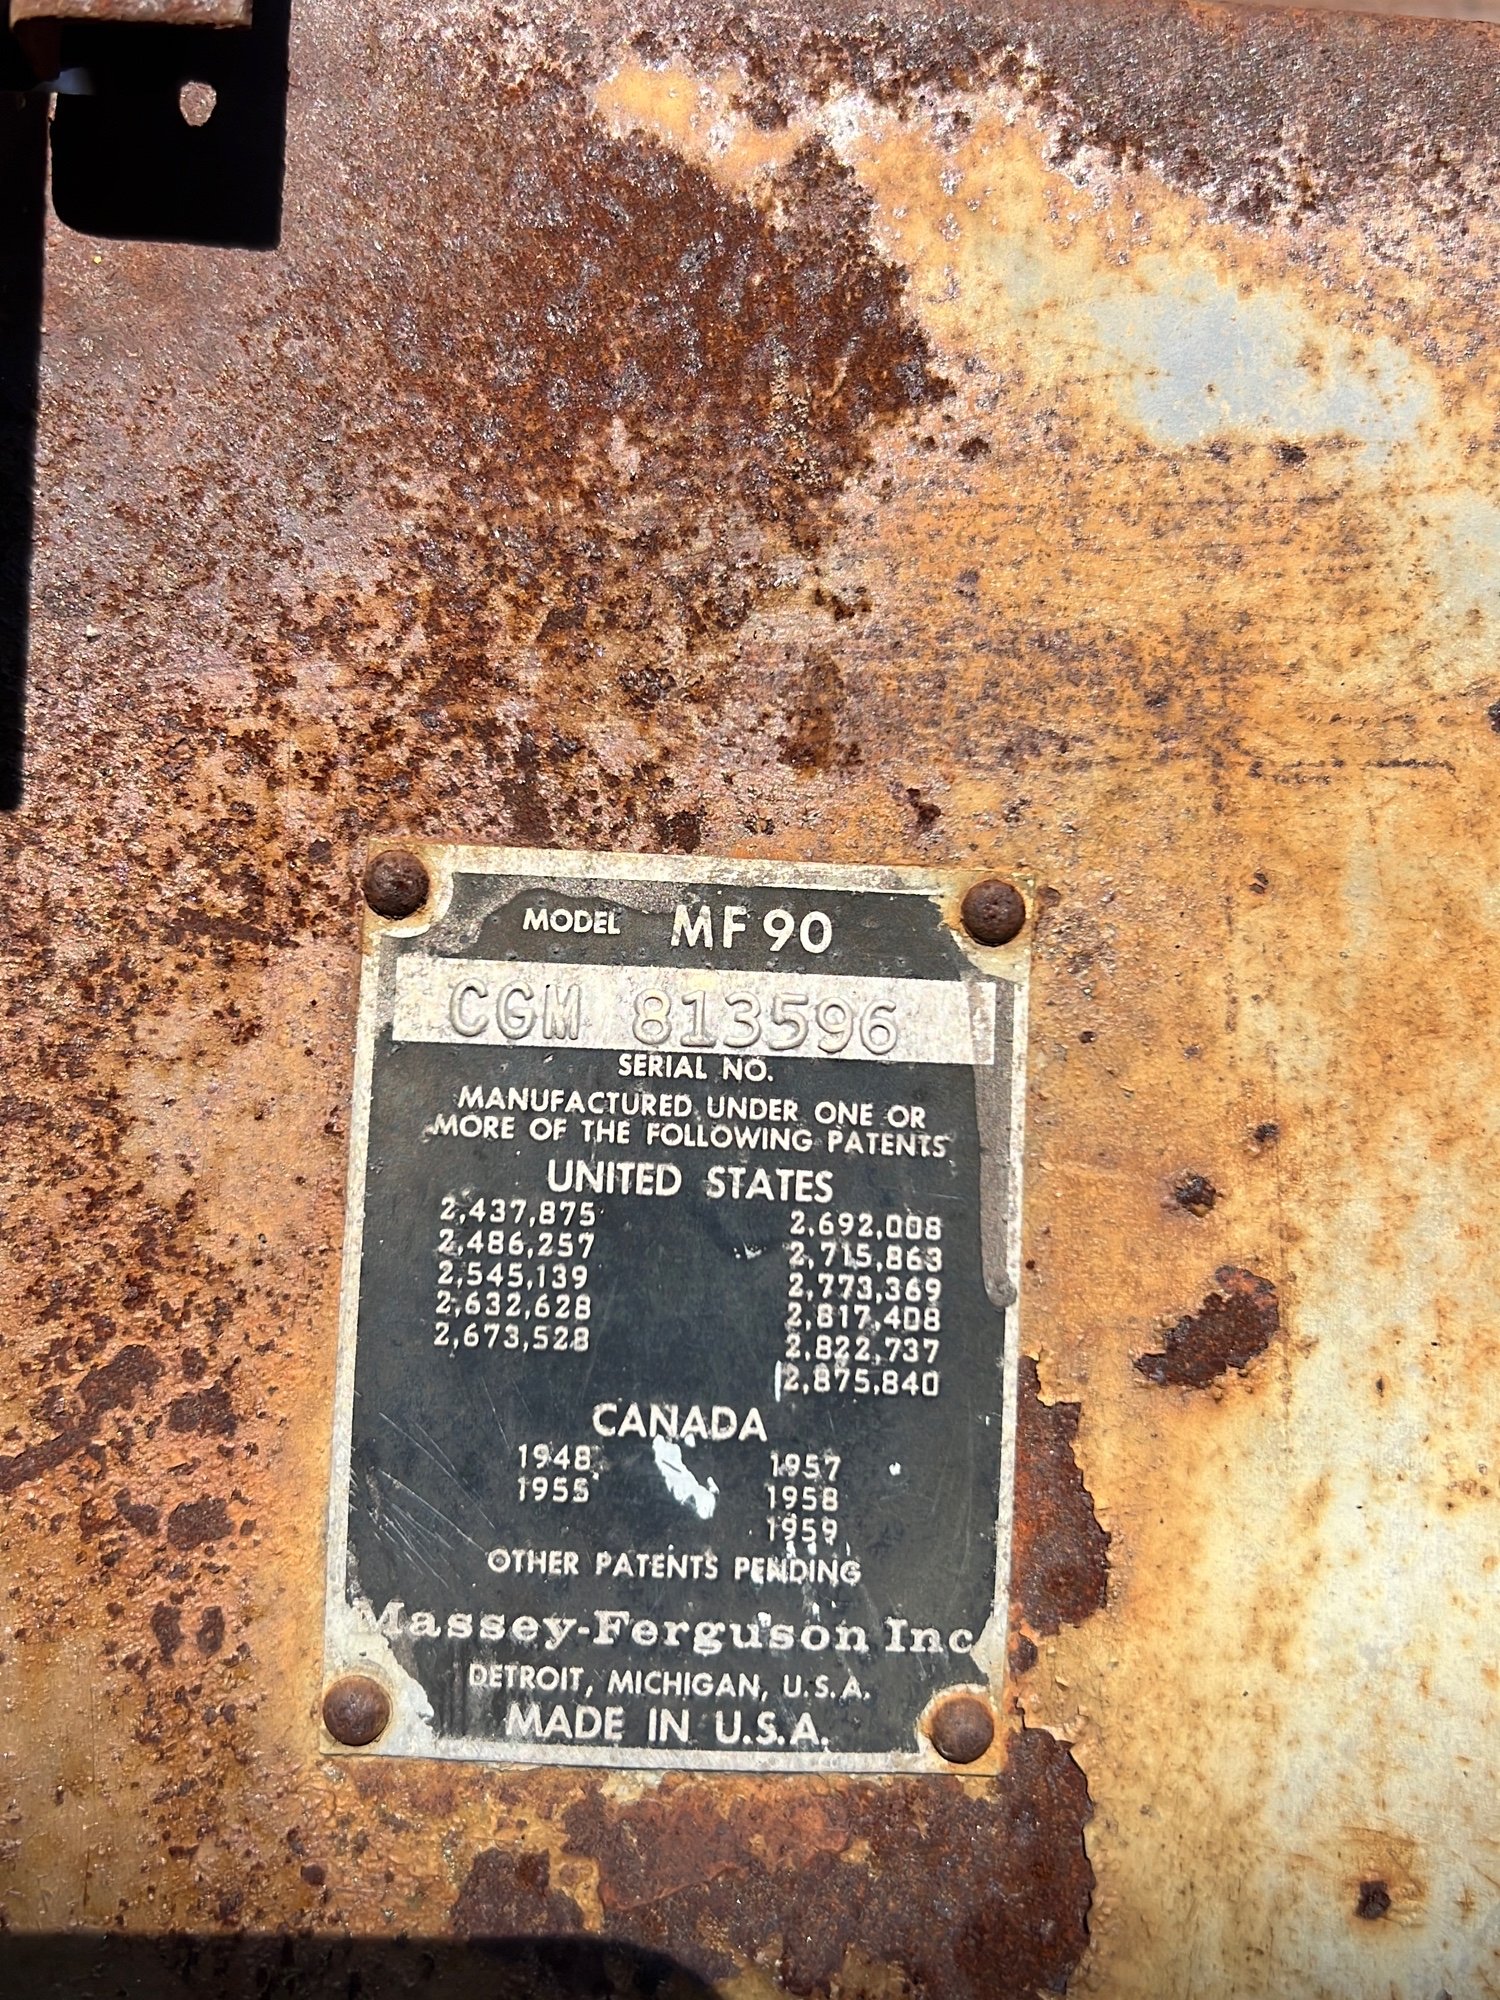 MODEL MF 90
CGM 813596
SERIAL NO.
MANUFACTURED UNDER ONE OR
MORE OF THE FOLLOWING PATENTS
UNITED STATES
2,437,875 2,692,008
2,486,257 2,715,863
2,545,139 2,773,369
2,632,628 2,817,408
2,673,528 2,822,737
2,875,840
CANADA
1948 1957
1955 1958
1959
OTHER PATENTS PENDING
Massey-Ferguson Inc
DETROIT, MICHIGAN, U.S.A.
MADE IN U.S.A.